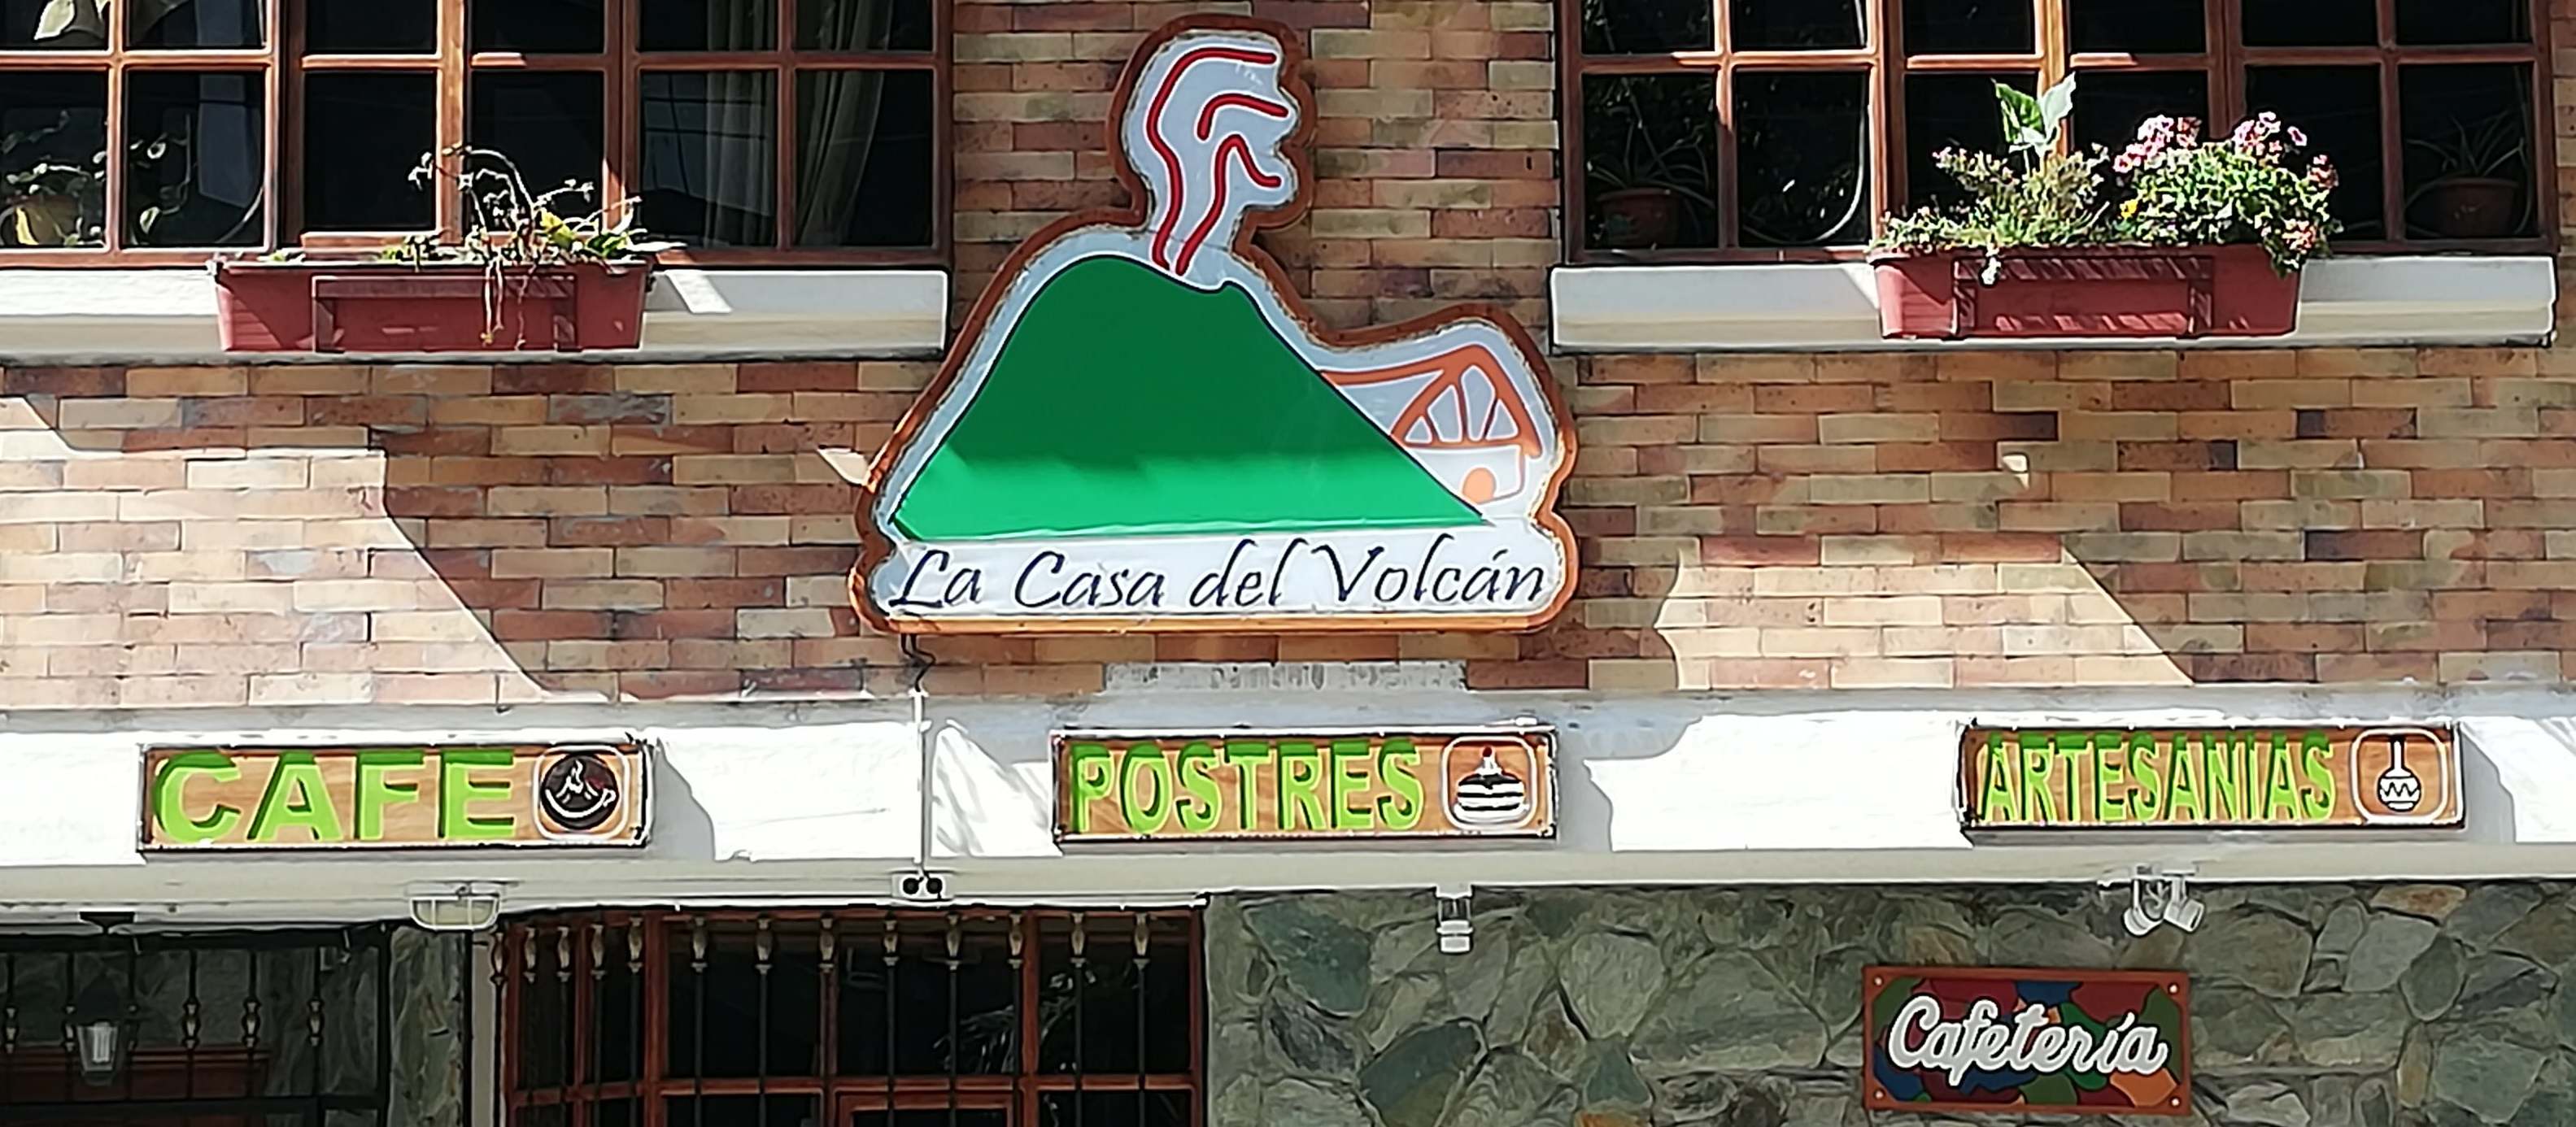 La Casa del Volcán
CAFE
POSTRES
ARTESANIAS
Cafetería